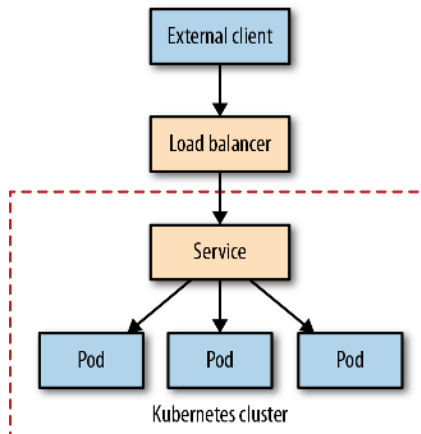 External client
Load balancer
Service
Pod
Pod
Pod
Kubernetes cluster